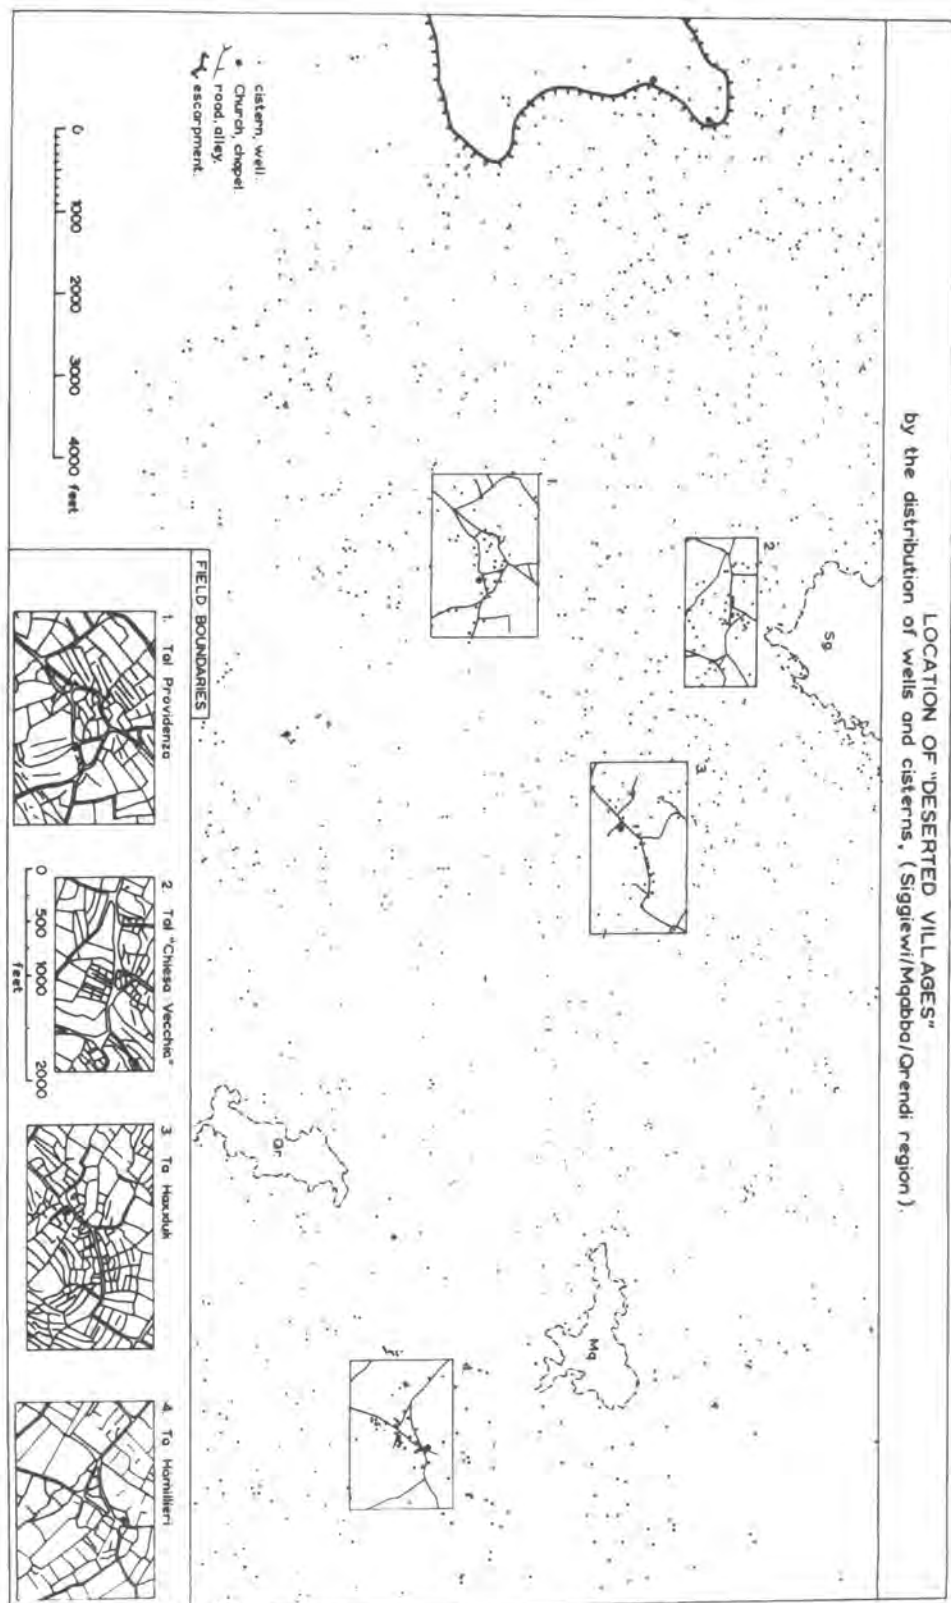 LOCATION OF "DESERTED VILLAGES"
by the distribution of wells and cisterns, (Siggiewi/Mqabba/Qrendi region).
Sg.
2.
1.
3.
Mq
Qr.
4.
cistern, well.
Church, chapel.
road, alley.
escarpment.
0 1000 2000 3000 4000 feet
FIELD BOUNDARIES
1. Tal Providenza
2. Tal "Chiesa Vecchia"
3. Ta Haxxluk
4. Ta Hamillieri
0 500 1000 2000
feet